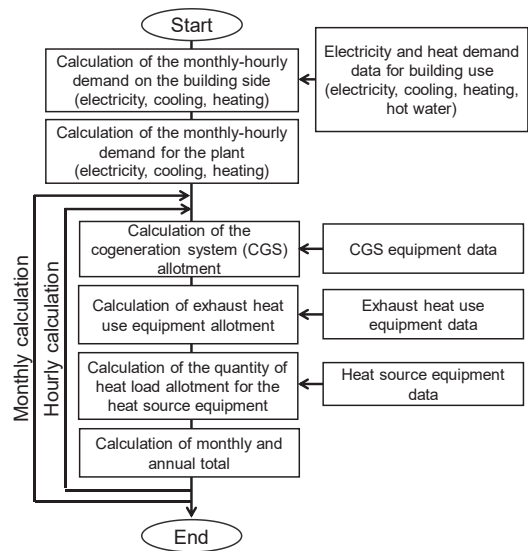 Start
Calculation of the monthly-hourly
demand on the building side
(electricity, cooling, heating)
Electricity and heat demand
data for building use
(electricity, cooling, heating,
hot water)
Calculation of the monthly-hourly
demand for the plant
(electricity, cooling, heating)
Monthly calculation
Hourly calculation
Calculation of the
cogeneration system (CGS)
allotment
CGS equipment data
Calculation of exhaust heat
use equipment allotment
Exhaust heat use
equipment data
Calculation of the quantity of
heat load allotment for the
heat source equipment
Heat source equipment
data
Calculation of monthly and
annual total
End